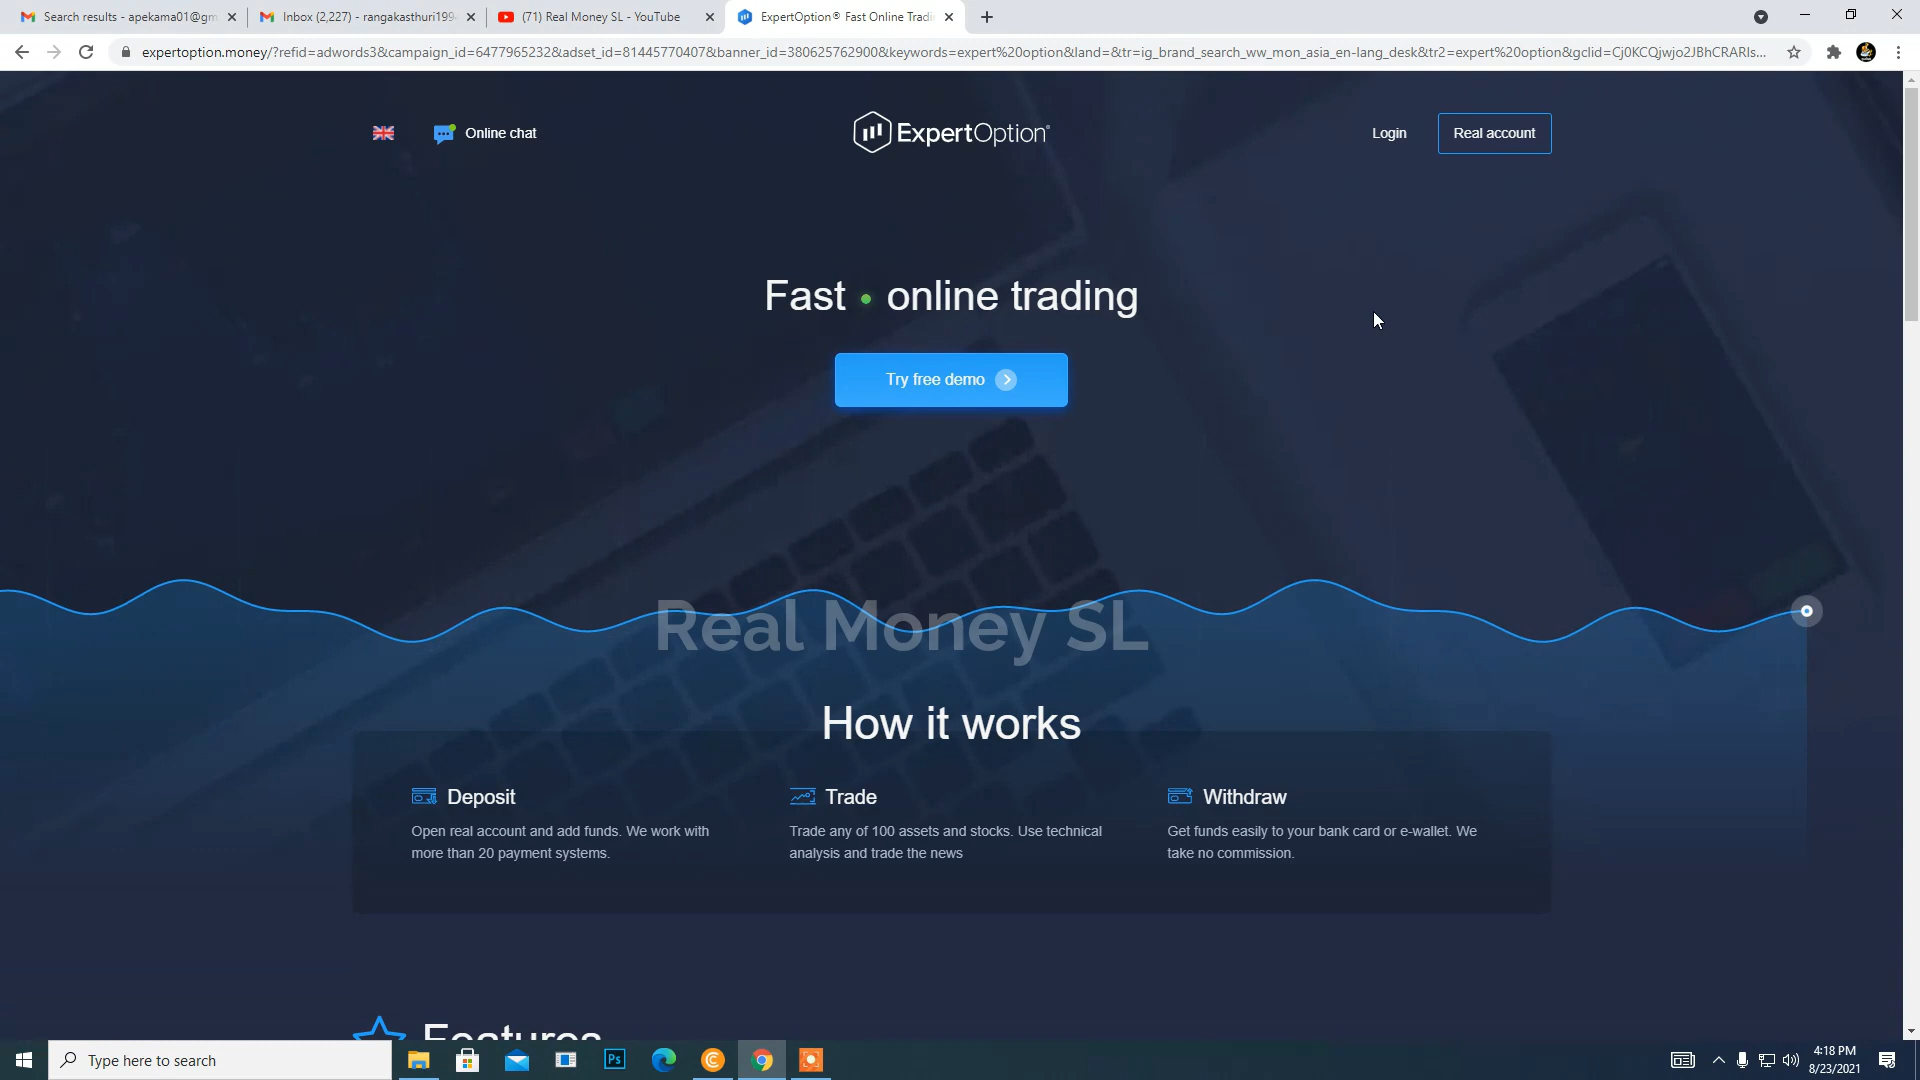 Search results - apekama01@gm
Inbox (2,227) - rangakasthuri199
(71) Real Money SL - YouTube
ExpertOption® Fast Online Tradi
expertoption.money/?refid=adwords3&campaign_id=6477965232&adset_id=81445770407&banner_id=380625762900&keywords=expert%20option&land=&tr=ig_brand_search_ww_mon_asia_en-lang_desk&tr2=expert%20option&gclid=Cj0KCQjwjo2JBhCRARIs...
Online chat
ExpertOption®
Login
Real account
Fast • online trading
Try free demo
Real Money SL
How it works
Deposit
Open real account and add funds. We work with
more than 20 payment systems.
Trade
Trade any of 100 assets and stocks. Use technical
analysis and trade the news
Withdraw
Get funds easily to your bank card or e-wallet. We
take no commission.
Features
Type here to search
Ps
4:18 PM
8/23/2021